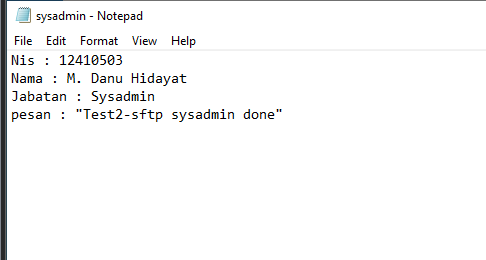 sysadmin - Notepad
File Edit Format View Help
Nis : 12410503
Nama : M. Danu Hidayat
Jabatan : Sysadmin
pesan : "Test2-sftp sysadmin done"